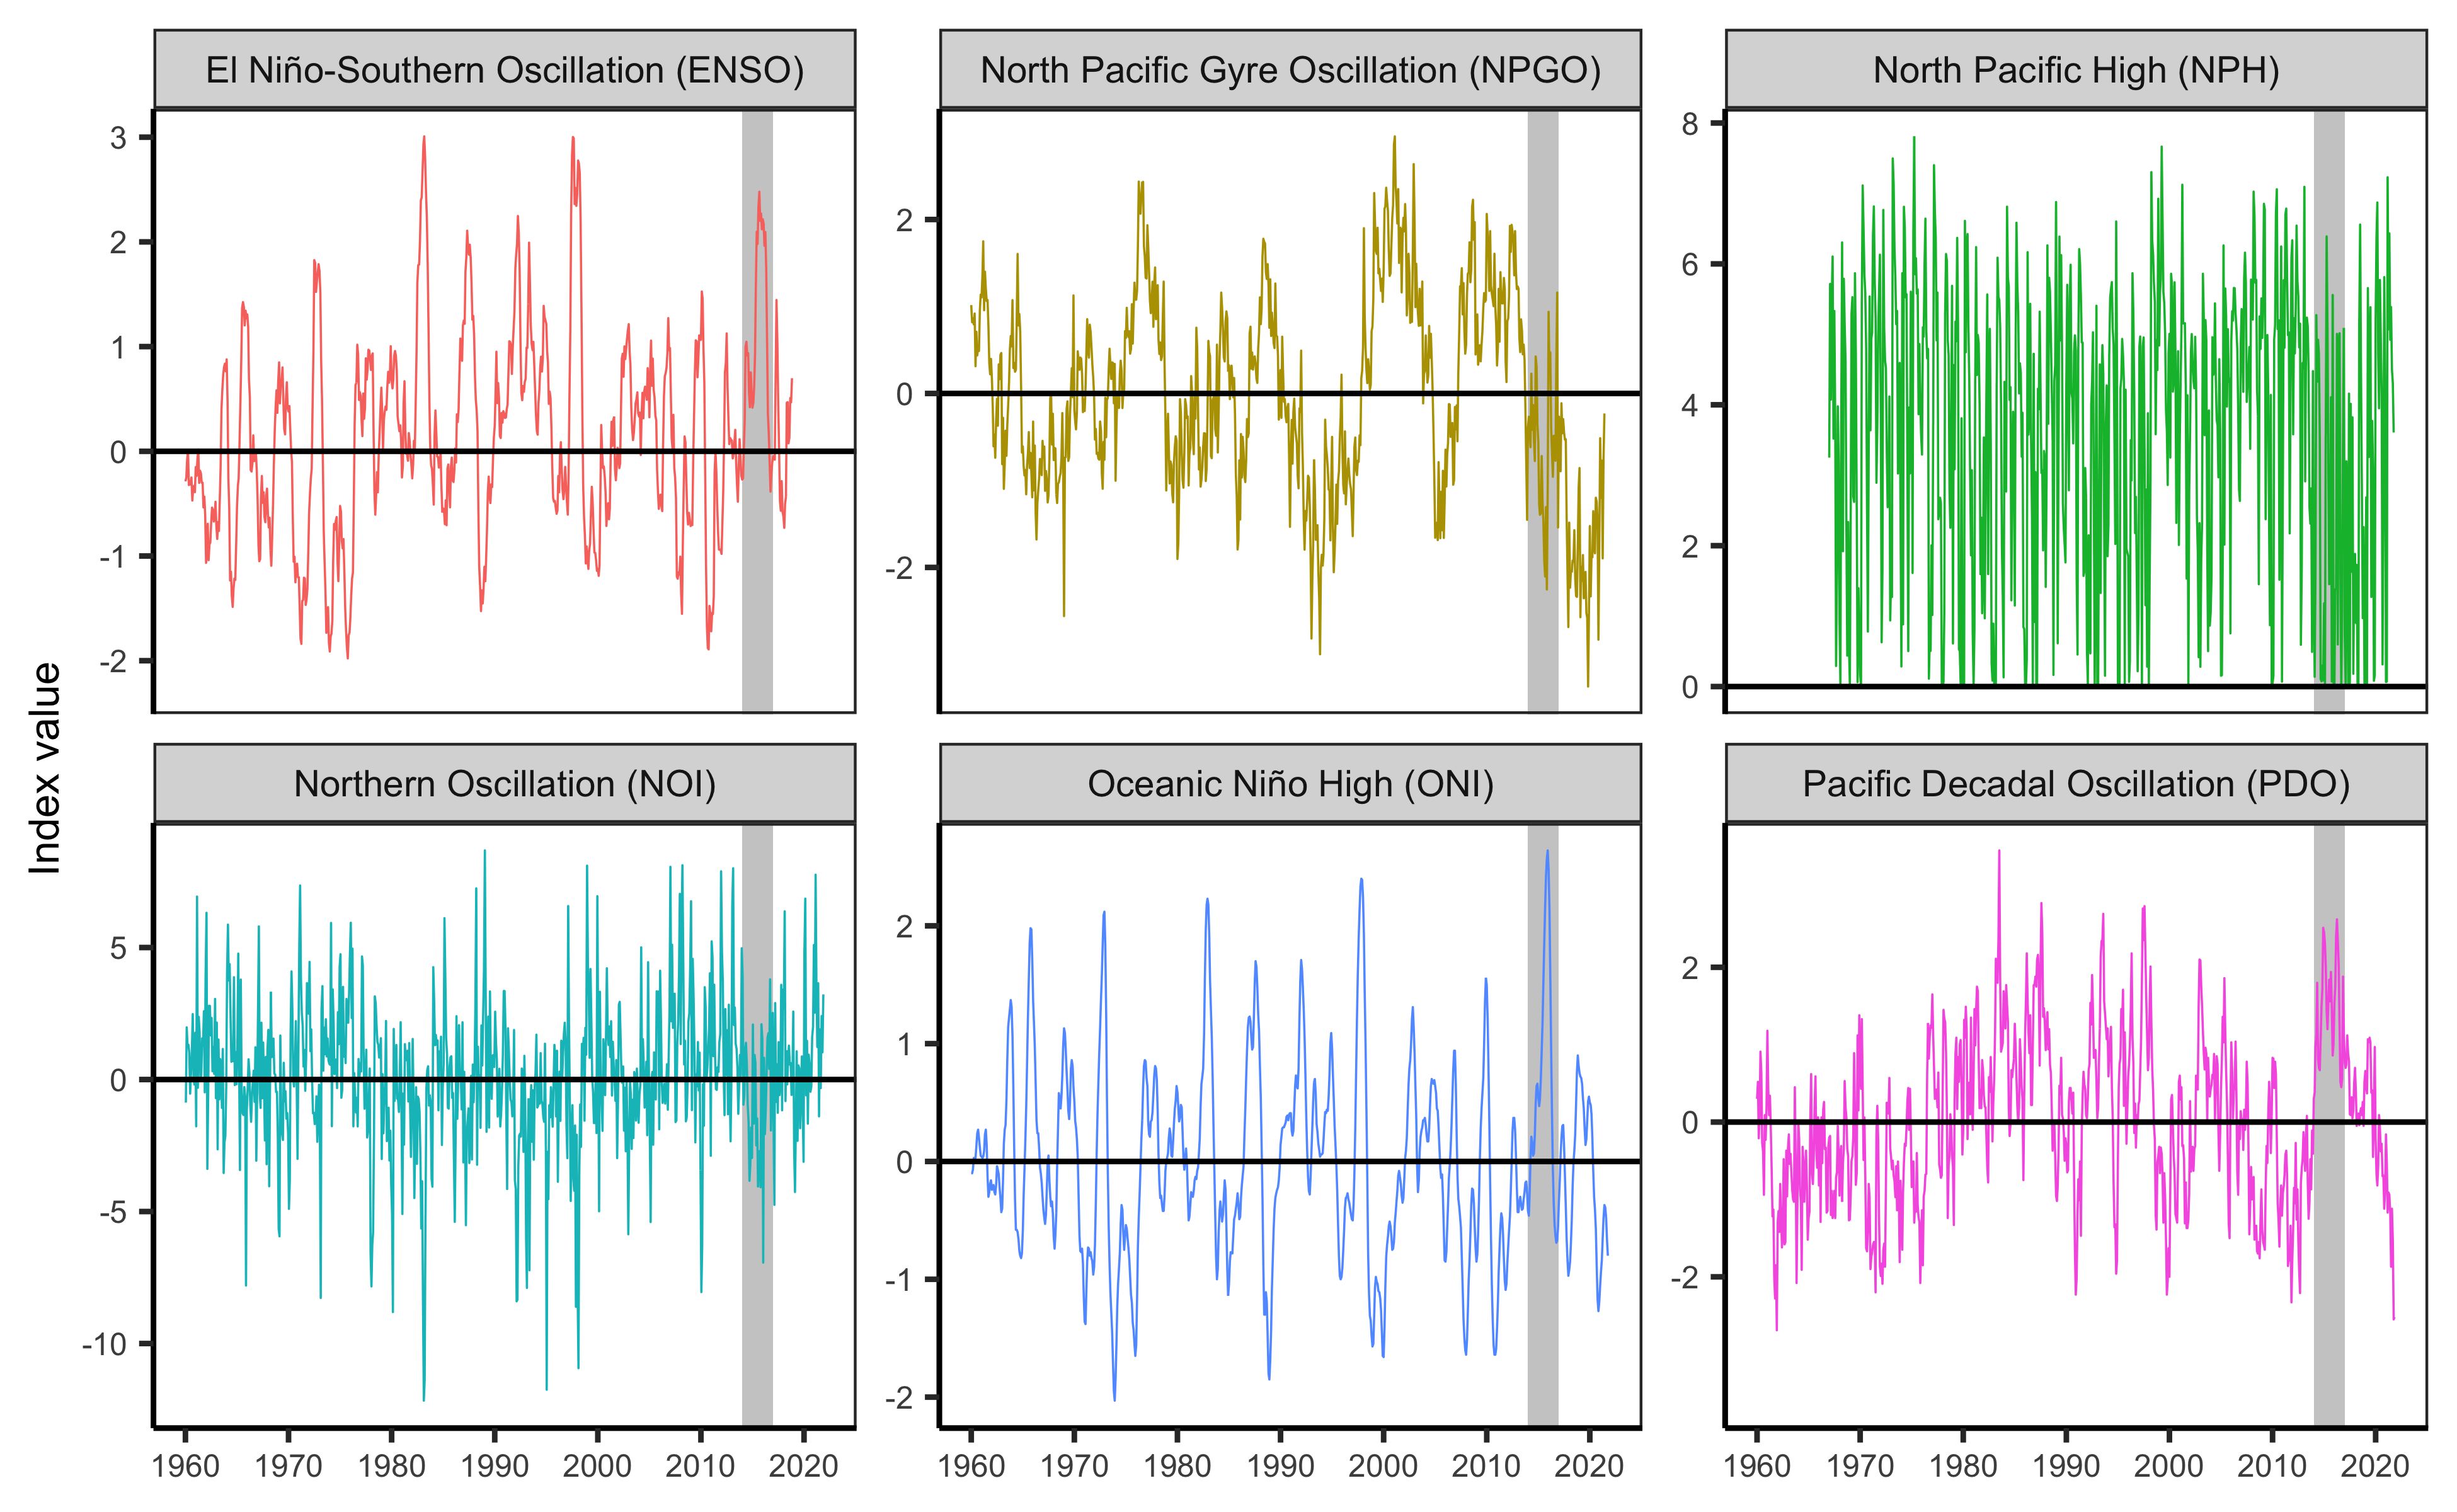 El Niño-Southern Oscillation (ENSO)
North Pacific Gyre Oscillation (NPGO)
North Pacific High (NPH)
3
2
1
0
-1
-2
2
0
-2
8
6
4
2
0
Index value
Northern Oscillation (NOI)
Oceanic Niño High (ONI)
Pacific Decadal Oscillation (PDO)
5
0
-5
-10
2
1
0
-1
-2
2
0
-2
1960 1970 1980 1990 2000 2010 2020
1960 1970 1980 1990 2000 2010 2020
1960 1970 1980 1990 2000 2010 2020